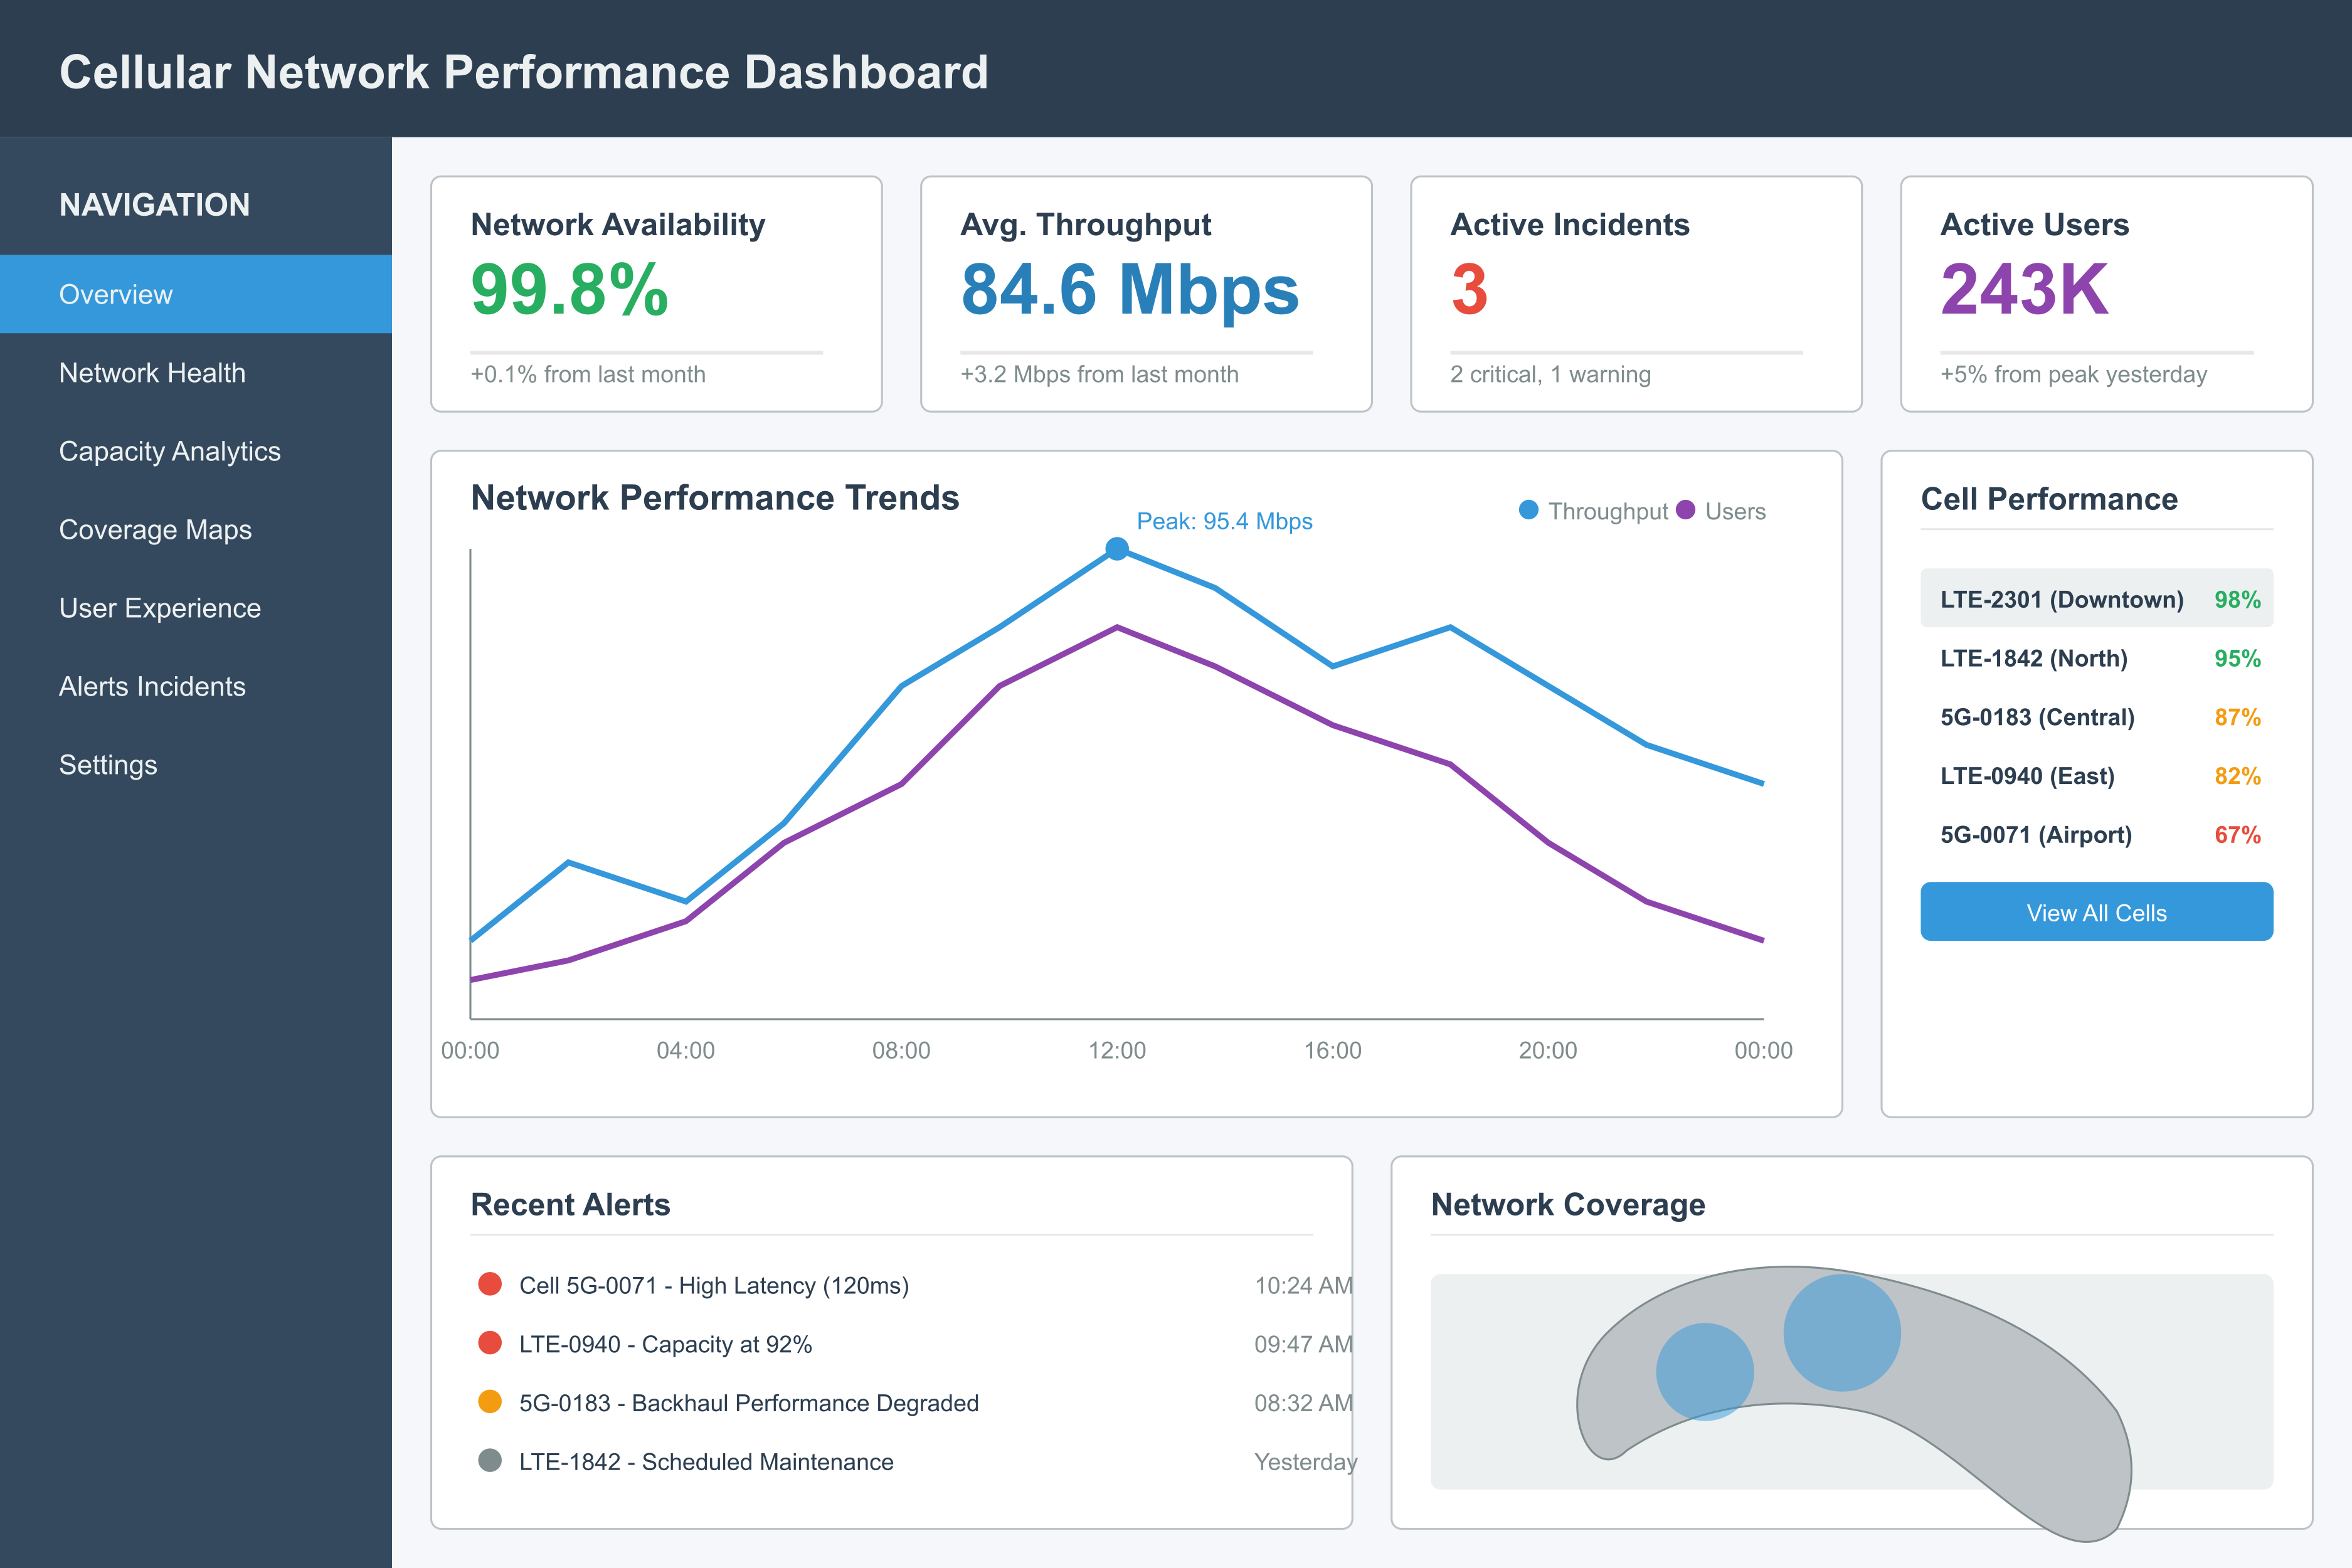 Cellular Network Performance Dashboard
NAVIGATION
Overview
Network Health
Capacity Analytics
Coverage Maps
User Experience
Alerts Incidents
Settings
Network Availability
99.8%
+0.1% from last month
Avg. Throughput
84.6 Mbps
+3.2 Mbps from last month
Active Incidents
3
2 critical, 1 warning
Active Users
243K
+5% from peak yesterday
Network Performance Trends
Peak: 95.4 Mbps
Throughput Users
00:00 04:00 08:00 12:00 16:00 20:00 00:00
Cell Performance
LTE-2301 (Downtown) 98%
LTE-1842 (North) 95%
5G-0183 (Central) 87%
LTE-0940 (East) 82%
5G-0071 (Airport) 67%
View All Cells
Recent Alerts
Cell 5G-0071 - High Latency (120ms) 10:24 AM
LTE-0940 - Capacity at 92% 09:47 AM
5G-0183 - Backhaul Performance Degraded 08:32 AM
LTE-1842 - Scheduled Maintenance Yesterday
Network Coverage